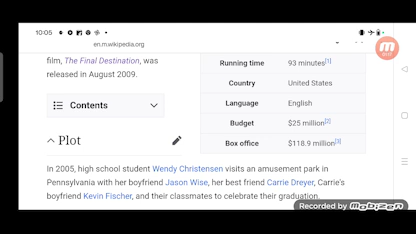 10:05
en.m.wikipedia.org
film, The Final Destination, was
released in August 2009.
Contents
Plot
Running time 93 minutes[1]
Country United States
Language English
Budget $25 million[2]
Box office $118.9 million[3]
In 2005, high school student Wendy Christensen visits an amusement park in
Pennsylvania with her boyfriend Jason Wise, her best friend Carrie Dreyer, Carrie's
boyfriend Kevin Fischer, and their classmates to celebrate their graduation.
Recorded by Mobizen